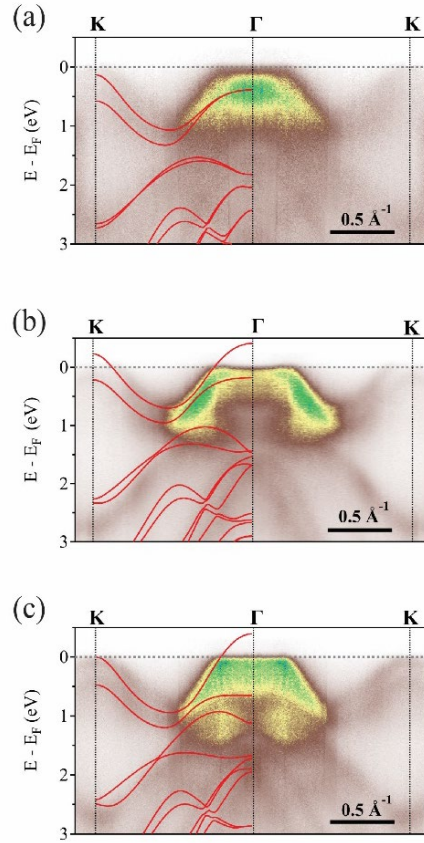 (a)
K Γ K
0
1
2
3
E - E_F (eV)
0.5 Å⁻¹
(b)
K Γ K
0
1
2
3
E - E_F (eV)
0.5 Å⁻¹
(c)
K Γ K
0
1
2
3
E - E_F (eV)
0.5 Å⁻¹